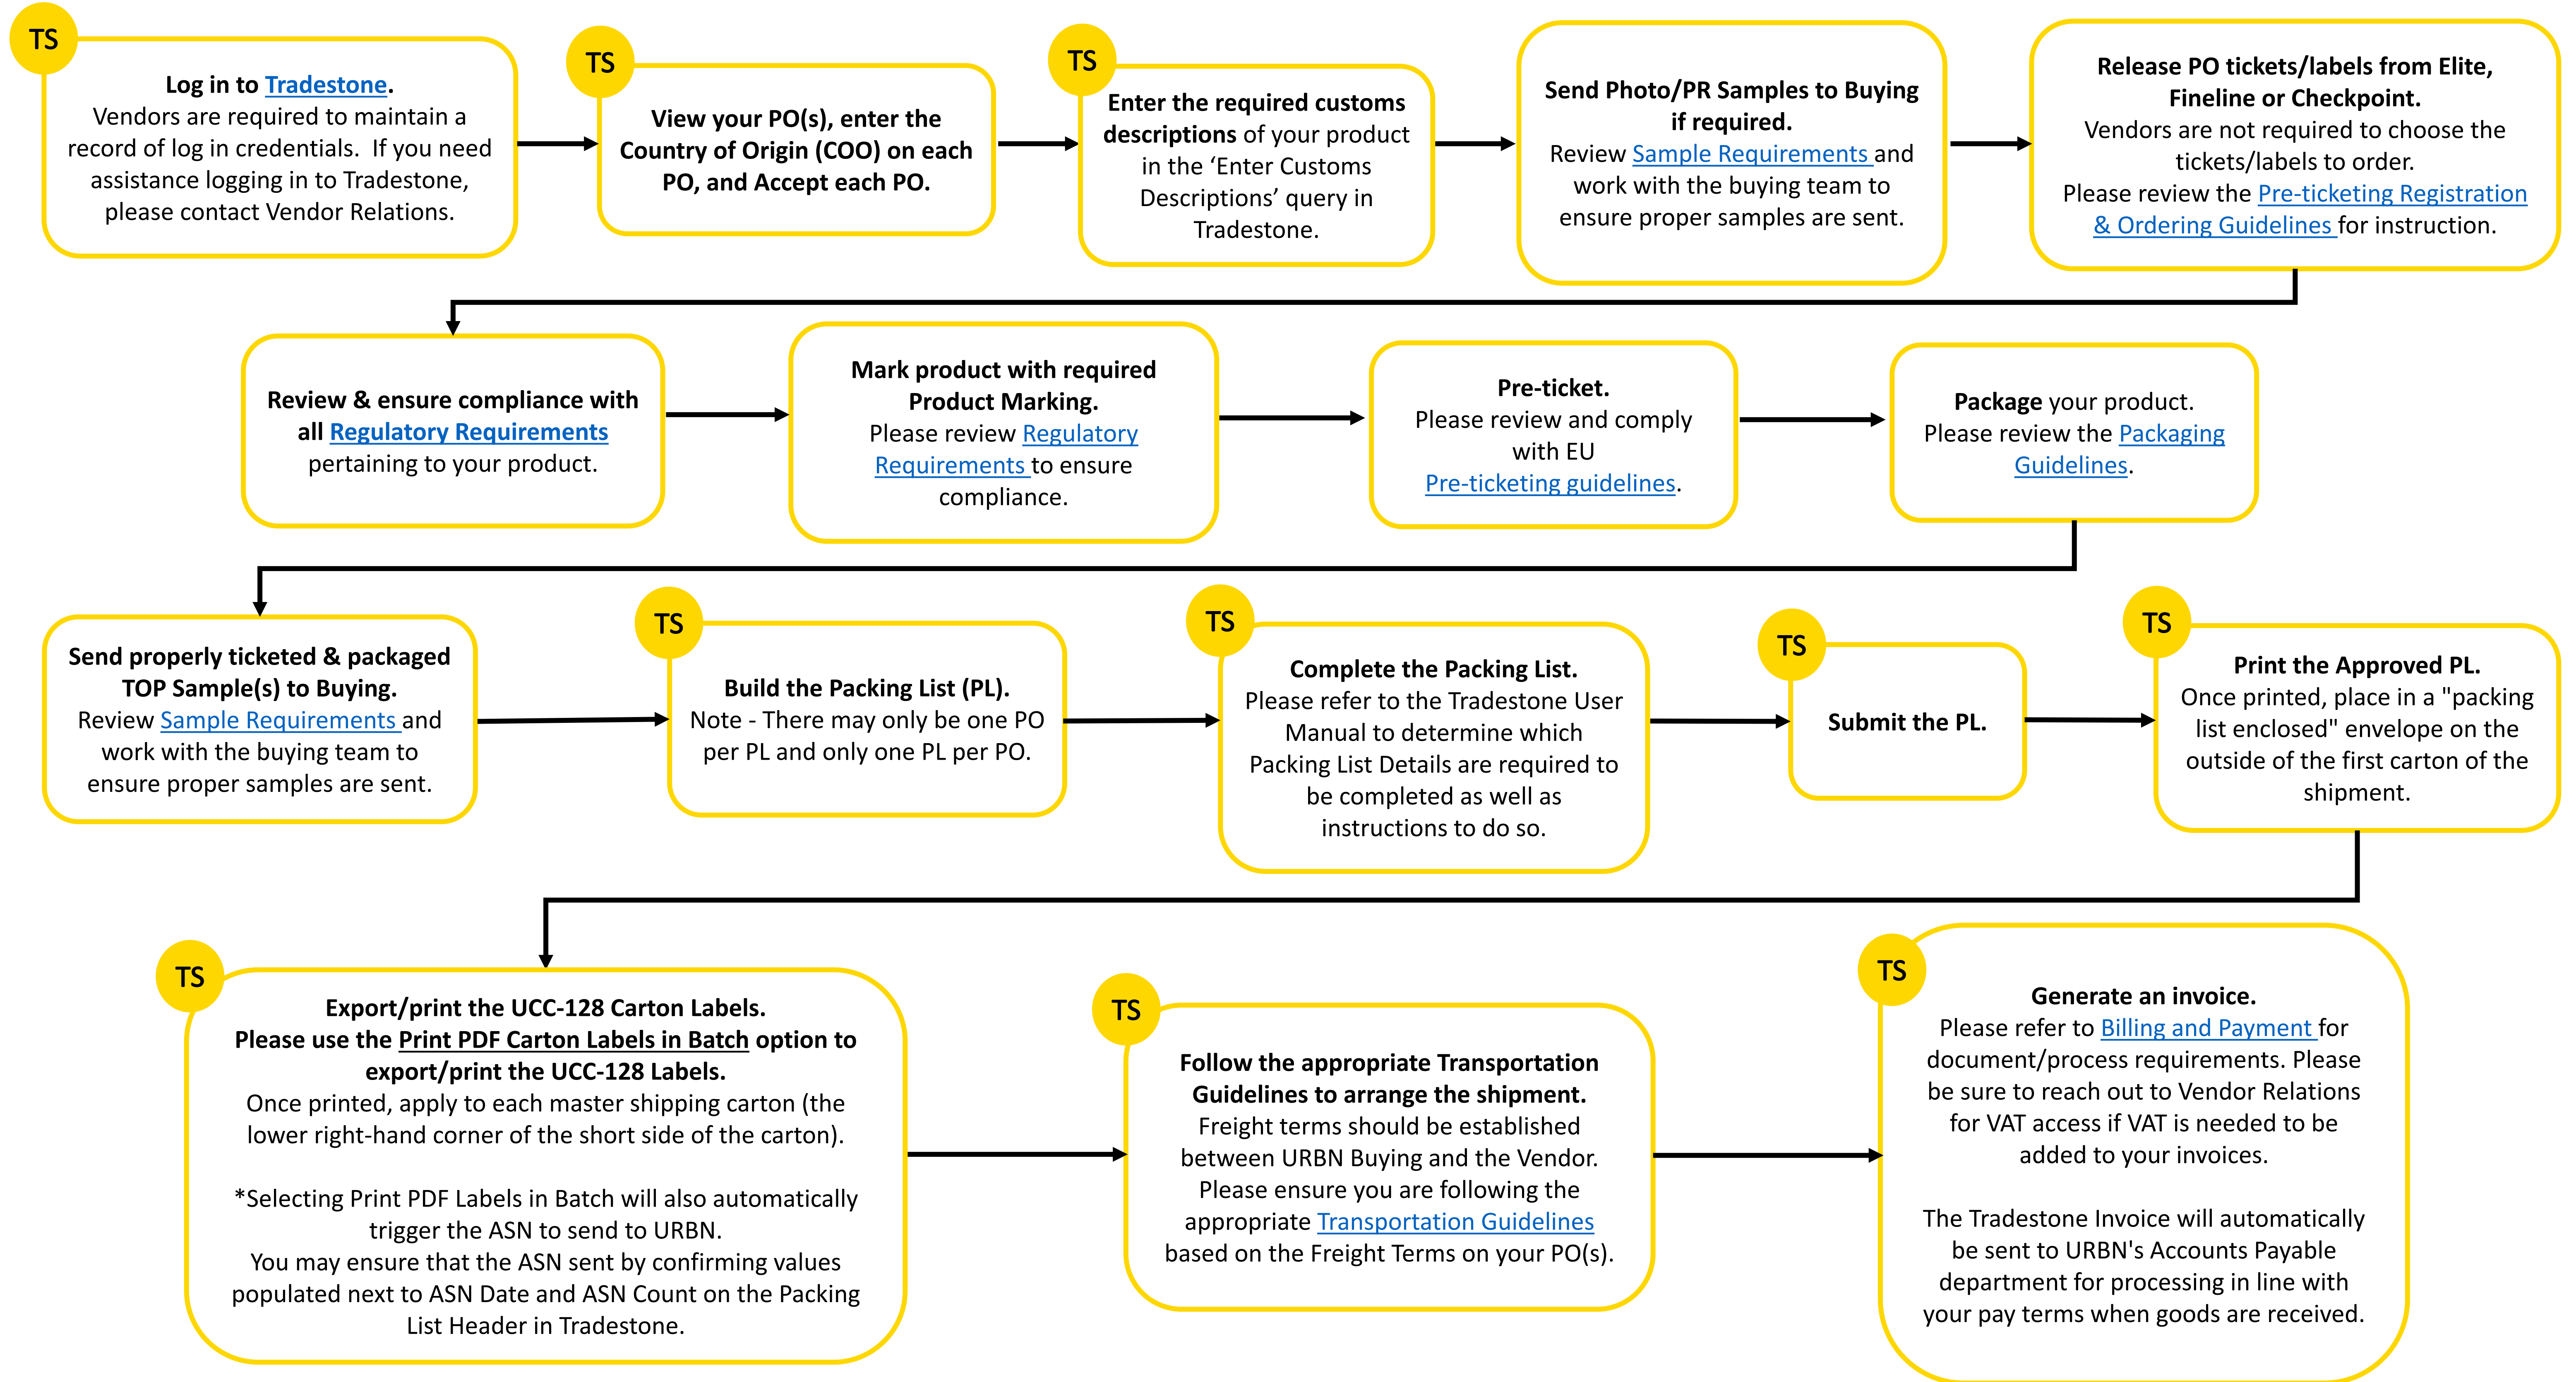 TS
Log in to Tradestone.
Vendors are required to maintain a
record of log in credentials.  If you need
assistance logging in to Tradestone,
please contact Vendor Relations.
TS
View your PO(s), enter the
Country of Origin (COO) on each
PO, and Accept each PO.
TS
Enter the required customs
descriptions of your product
in the ‘Enter Customs
Descriptions’ query in
Tradestone.
Send Photo/PR Samples to Buying
if required.
Review Sample Requirements and
work with the buying team to
ensure proper samples are sent.
Release PO tickets/labels from Elite,
Fineline or Checkpoint.
Vendors are not required to choose the
tickets/labels to order.
Please review the Pre-ticketing Registration
& Ordering Guidelines for instruction.
Review & ensure compliance with
all Regulatory Requirements
pertaining to your product.
Mark product with required
Product Marking.
Please review Regulatory
Requirements to ensure
compliance.
Pre-ticket.
Please review and comply
with EU
Pre-ticketing guidelines.
Package your product.
Please review the Packaging
Guidelines.
Send properly ticketed & packaged
TOP Sample(s) to Buying.
Review Sample Requirements and
work with the buying team to
ensure proper samples are sent.
TS
Build the Packing List (PL).
Note - There may only be one PO
per PL and only one PL per PO.
TS
Complete the Packing List.
Please refer to the Tradestone User
Manual to determine which
Packing List Details are required to
be completed as well as
instructions to do so.
TS
Submit the PL.
TS
Print the Approved PL.
Once printed, place in a "packing
list enclosed" envelope on the
outside of the first carton of the
shipment.
TS
Export/print the UCC-128 Carton Labels.
Please use the Print PDF Carton Labels in Batch option to
export/print the UCC-128 Labels.
Once printed, apply to each master shipping carton (the
lower right-hand corner of the short side of the carton).
*Selecting Print PDF Labels in Batch will also automatically
trigger the ASN to send to URBN.
You may ensure that the ASN sent by confirming values
populated next to ASN Date and ASN Count on the Packing
List Header in Tradestone.
TS
Follow the appropriate Transportation
Guidelines to arrange the shipment.
Freight terms should be established
between URBN Buying and the Vendor.
Please ensure you are following the
appropriate Transportation Guidelines
based on the Freight Terms on your PO(s).
TS
Generate an invoice.
Please refer to Billing and Payment for
document/process requirements. Please
be sure to reach out to Vendor Relations
for VAT access if VAT is needed to be
added to your invoices.
The Tradestone Invoice will automatically
be sent to URBN's Accounts Payable
department for processing in line with
your pay terms when goods are received.